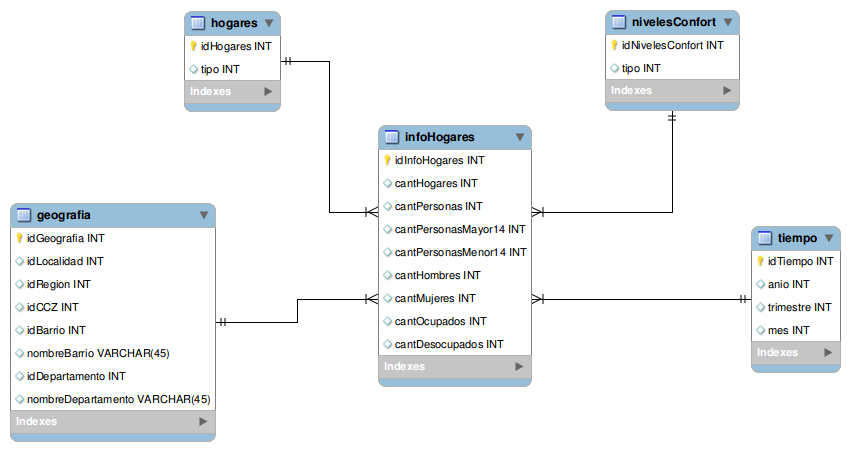 hogares
idHogares INT
tipo INT
Indexes
nivelesConfort
idNivelesConfort INT
tipo INT
Indexes
infoHogares
idInfoHogares INT
cantHogares INT
cantPersonas INT
cantPersonasMayor14 INT
cantPersonasMenor14 INT
cantHombres INT
cantMujeres INT
cantOcupados INT
cantDesocupados INT
Indexes
geografia
idGeografia INT
idLocalidad INT
idRegion INT
idCCZ INT
idBarrio INT
nombreBarrio VARCHAR(45)
idDepartamento INT
nombreDepartamento VARCHAR(45)
Indexes
tiempo
idTiempo INT
anio INT
trimestre INT
mes INT
Indexes